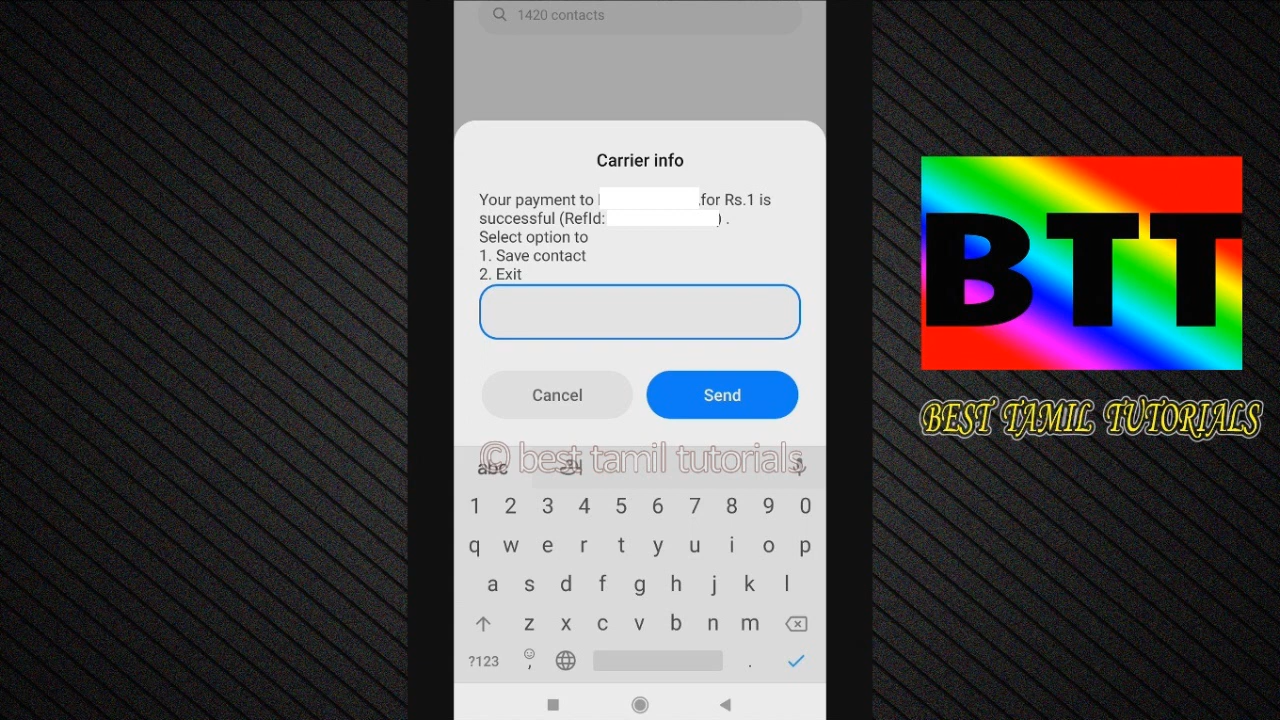 1420 contacts
Carrier info
Your payment to for Rs.1 is
successful (RefId: ) .
Select option to
1. Save contact
2. Exit
Cancel
Send
© best tamil tutorials
abc
1 2 3 4 5 6 7 8 9 0
q w e r t y u i o p
a s d f g h j k l
z x c v b n m
?123 , .
BTT
BEST TAMIL TUTORIALS